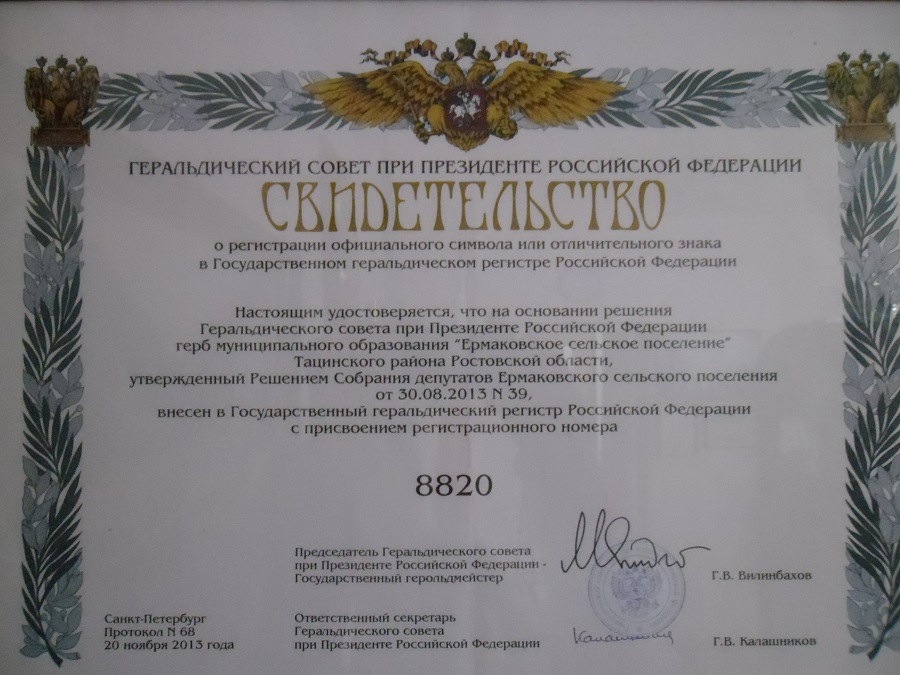 ГЕРАЛЬДИЧЕСКИЙ СОВЕТ ПРИ ПРЕЗИДЕНТЕ РОССИЙСКОЙ ФЕДЕРАЦИИ
СВИДЕТЕЛЬСТВО
о регистрации официального символа или отличительного знака
в Государственном геральдическом регистре Российской Федерации
Настоящим удостоверяется, что на основании решения
Геральдического совета при Президенте Российской Федерации
герб муниципального образования "Ермаковское сельское поселение"
Тацинского района Ростовской области,
утвержденный Решением Собрания депутатов Ермаковского сельского поселения
от 30.08.2013 N 39,
внесен в Государственный геральдический регистр Российской Федерации
с присвоением регистрационного номера
8820
Председатель Геральдического совета
при Президенте Российской Федерации -
Государственный герольдмейстер
Г.В. Вилинбахов
Санкт-Петербург
Протокол N 68
20 ноября 2013 года
Ответственный секретарь
Геральдического совета
при Президенте Российской Федерации
Г.В. Калашников